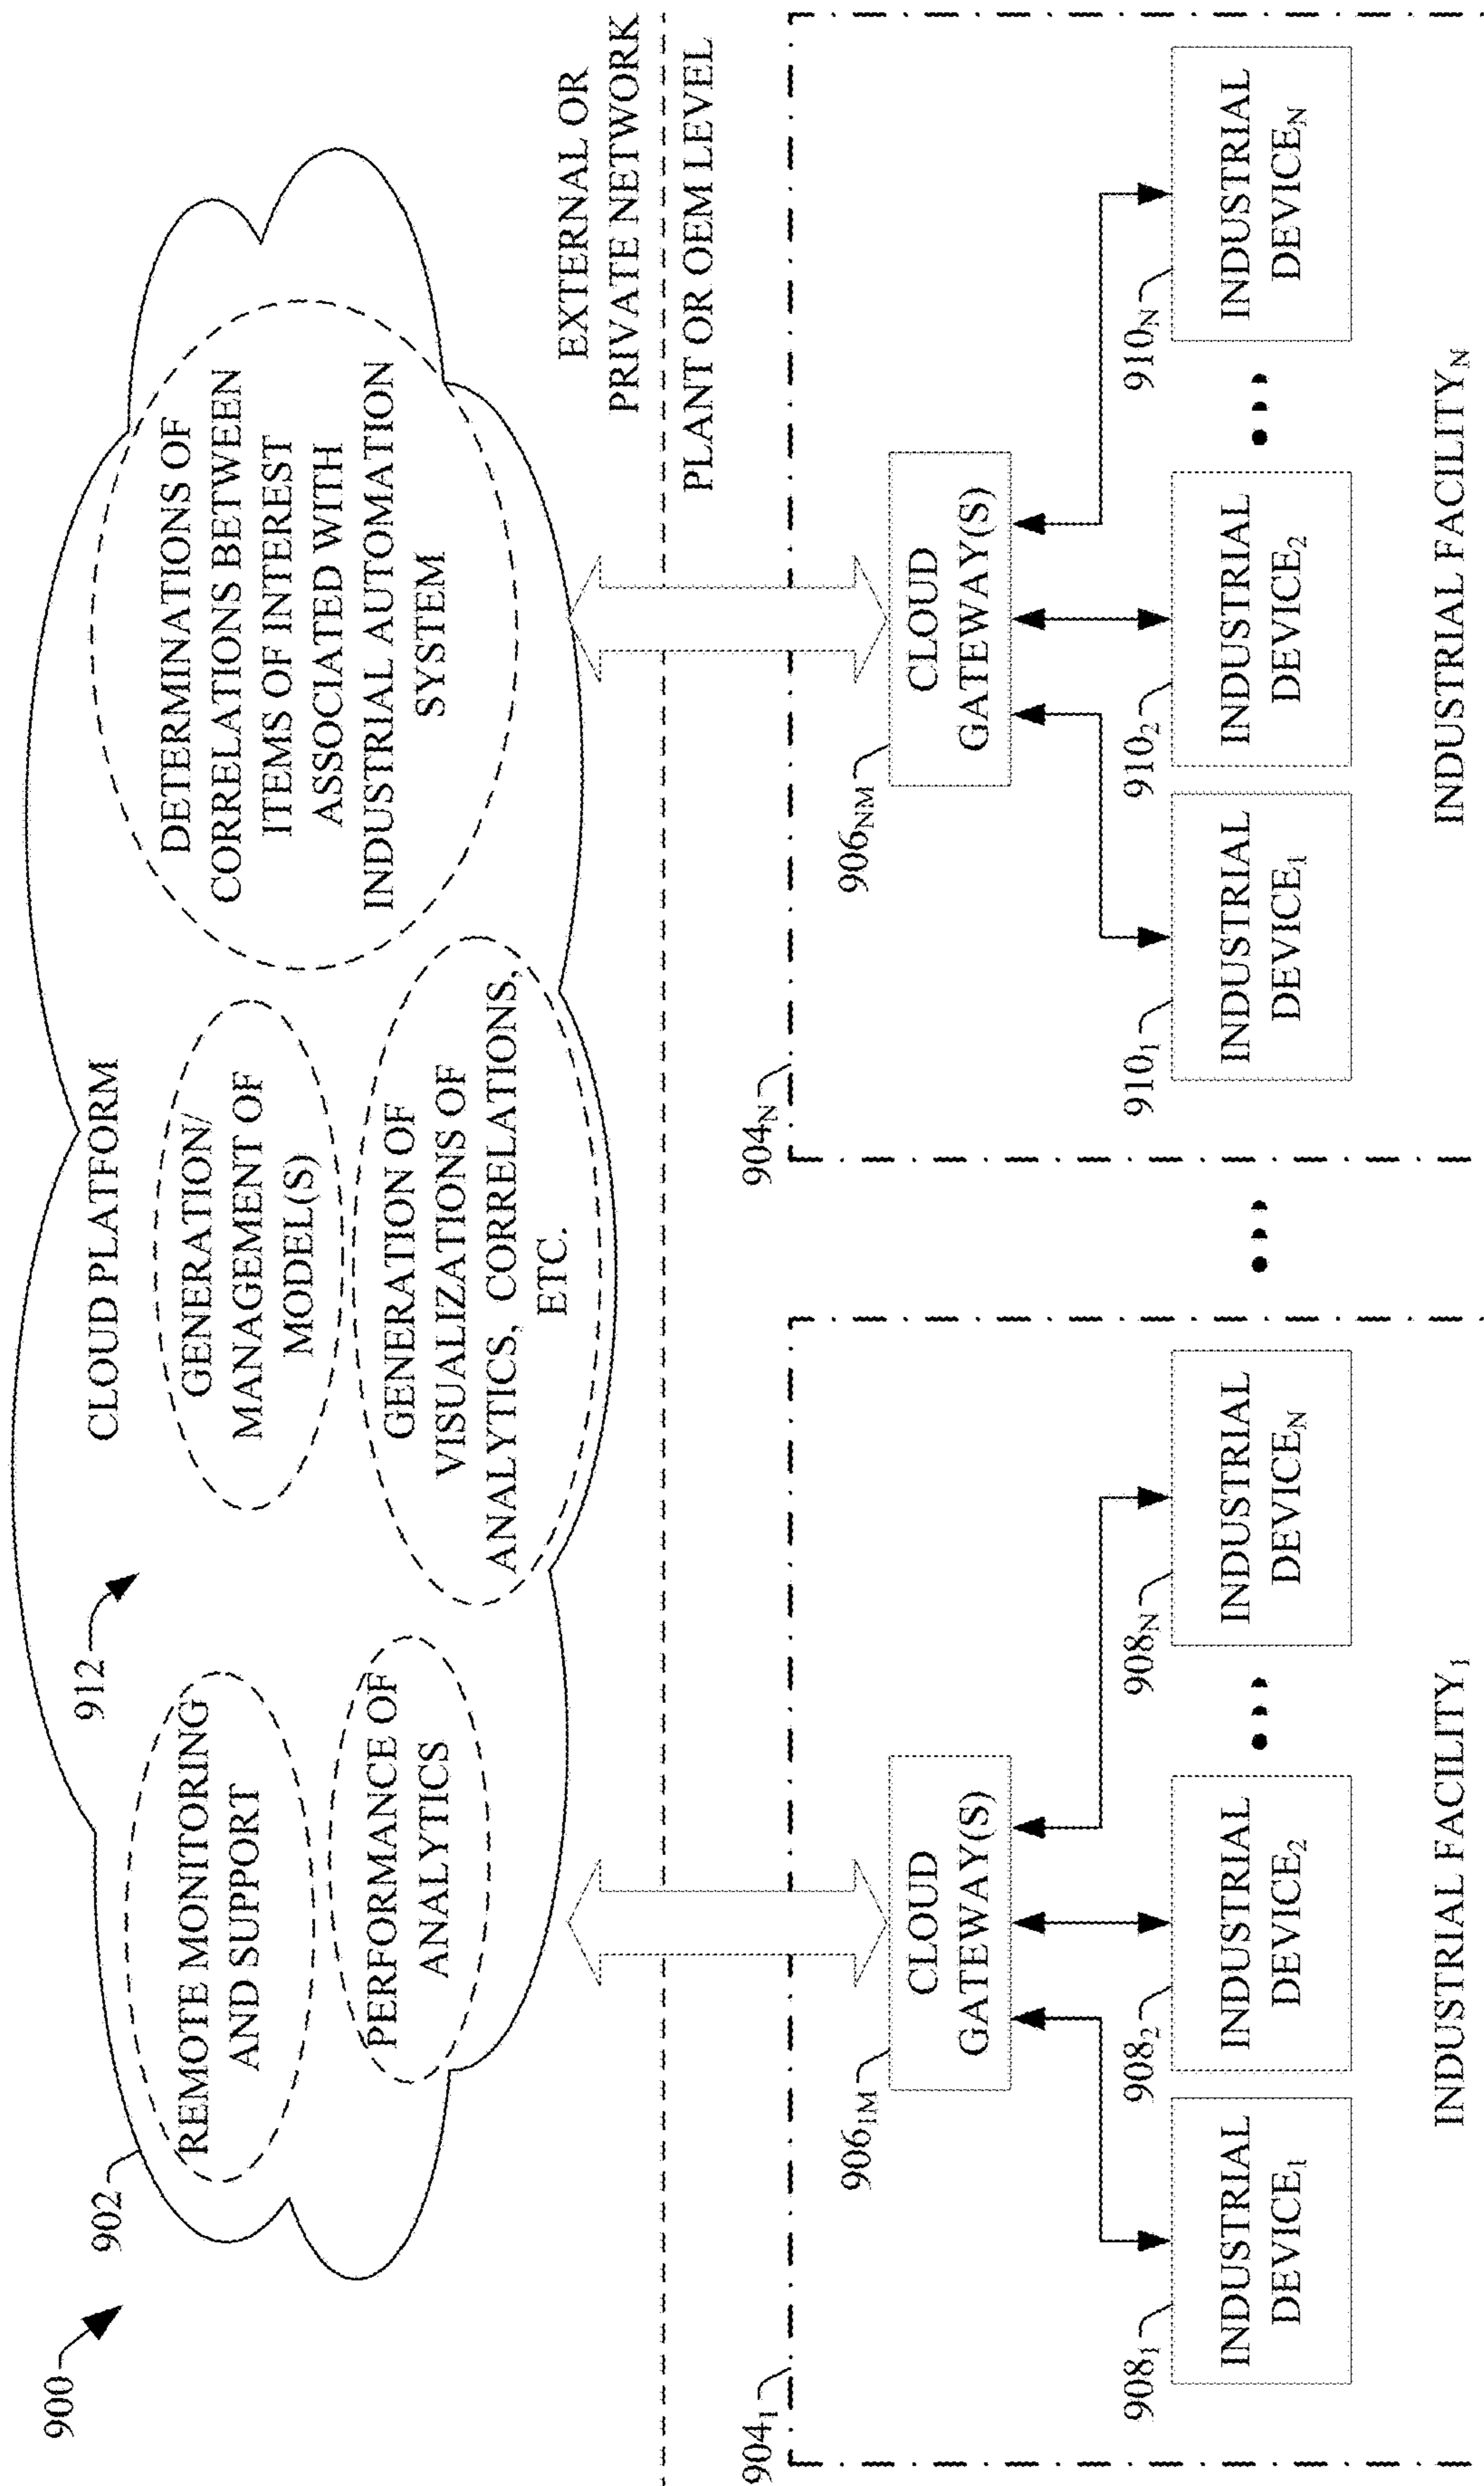 900
902
912
CLOUD PLATFORM
REMOTE MONITORING
AND SUPPORT
PERFORMANCE OF
ANALYTICS
GENERATION/
MANAGEMENT OF
MODEL(S)
GENERATION OF
VISUALIZATIONS OF
ANALYTICS, CORRELATIONS,
ETC.
DETERMINATIONS OF
CORRELATIONS BETWEEN
ITEMS OF INTEREST
ASSOCIATED WITH
INDUSTRIAL AUTOMATION
SYSTEM
EXTERNAL OR
PRIVATE NETWORK
PLANT OR OEM LEVEL
904₁
906₁M
CLOUD
GATEWAY(S)
908₁
INDUSTRIAL
DEVICE₁
908₂
INDUSTRIAL
DEVICE₂
908N
INDUSTRIAL
DEVICEN
INDUSTRIAL FACILITY₁
904N
906NM
CLOUD
GATEWAY(S)
910₁
INDUSTRIAL
DEVICE₁
910₂
INDUSTRIAL
DEVICE₂
910N
INDUSTRIAL
DEVICEN
INDUSTRIAL FACILITYN